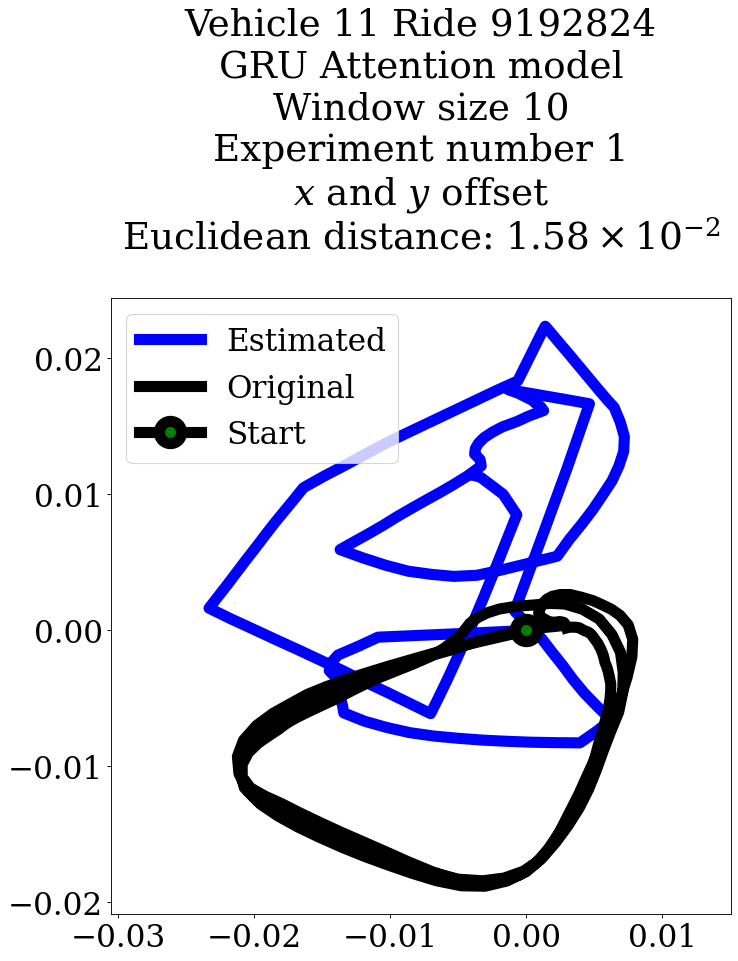 Vehicle 11 Ride 9192824
GRU Attention model
Window size 10
Experiment number 1
x and y offset
Euclidean distance: 1.58 × 10⁻²
Estimated
Original
Start
0.02
0.01
0.00
−0.01
−0.02
−0.03 −0.02 −0.01 0.00 0.01